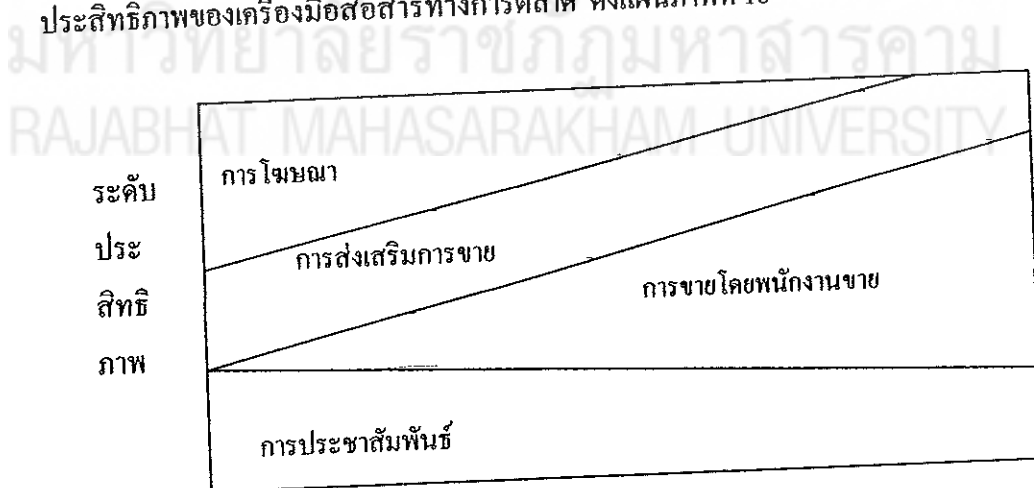 ประสิทธิภาพของเครื่องมือสื่อสารทางการตลาด ดังแผนภาพที่
มหาวิทยาลัยราชภัฏมหาสารคาม
RAJABHAT MAHASARAKHAM UNIVERSITY
ระดับ
ประ
สิทธิ
ภาพ
การโฆษณา
การส่งเสริมการขาย
การขายโดยพนักงานขาย
การประชาสัมพันธ์